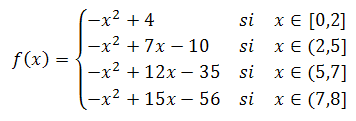 −x² + 4 si x ∈ [0,2]
−x² + 7x − 10 si x ∈ (2,5]
f(x) =
−x² + 12x − 35 si x ∈ (5,7]
−x² + 15x − 56 si x ∈ (7,8]